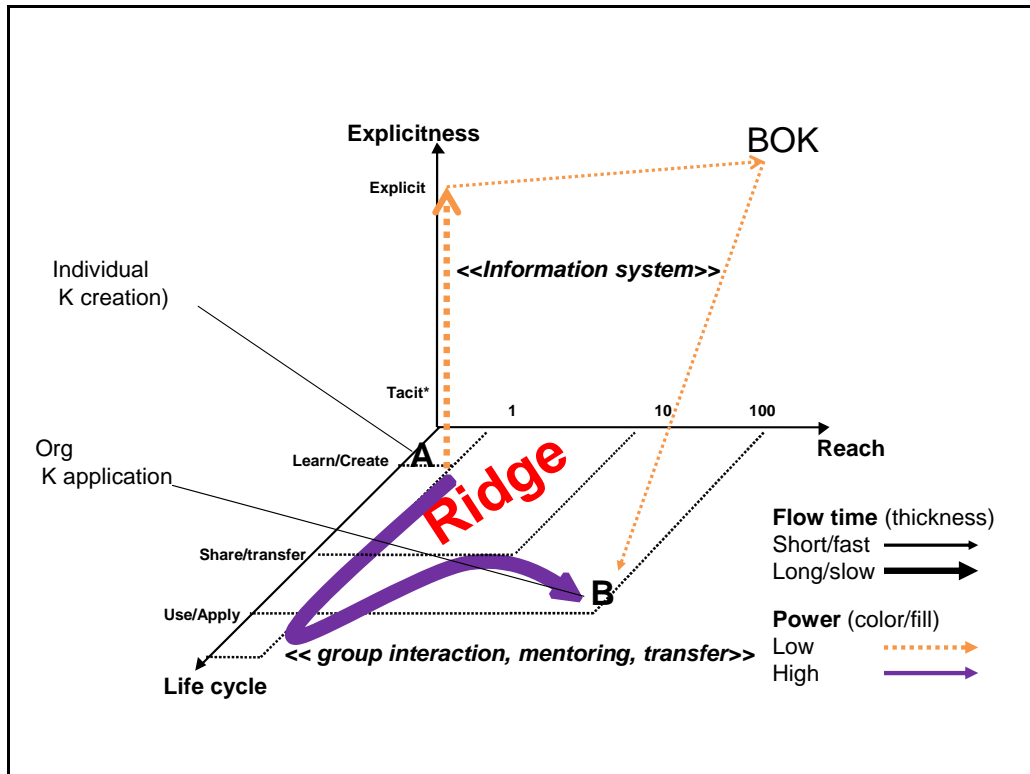 Explicitness
BOK
Explicit
<<Information system>>
Individual
K creation)
Tacit*
1
10
100
Reach
Org
K application
A
Learn/Create
Ridge
Share/transfer
Use/Apply
B
<< group interaction, mentoring, transfer>>
Life cycle
Flow time (thickness)
Short/fast
Long/slow
Power (color/fill)
Low
High